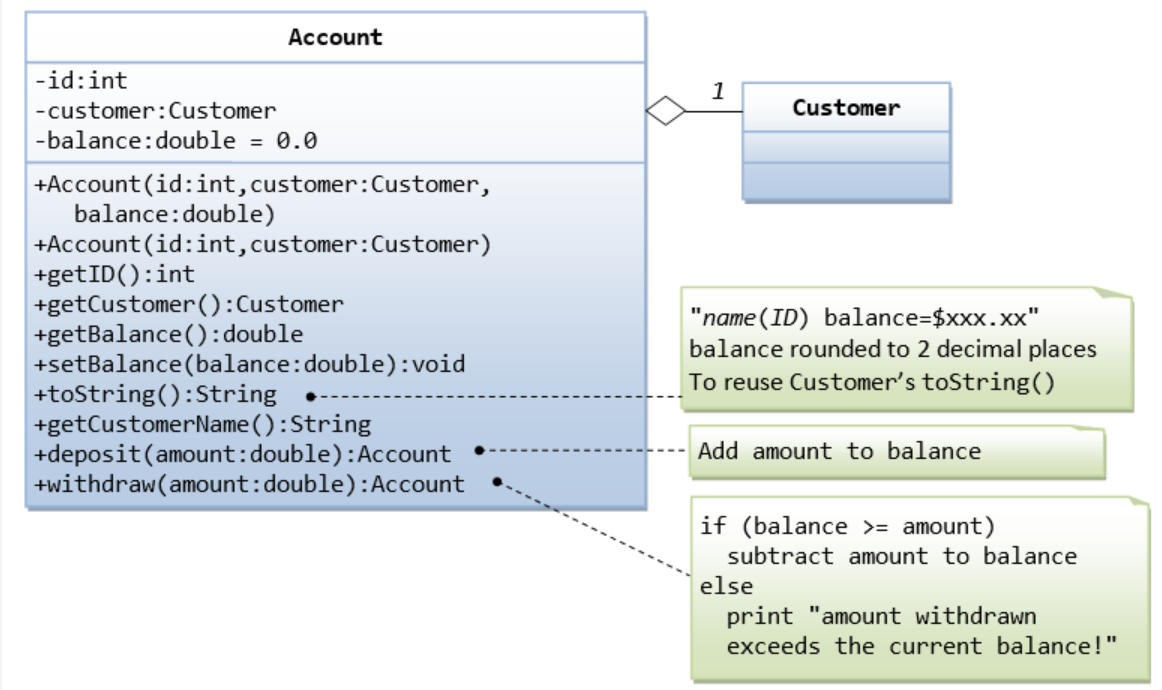 Account
-id:int
-customer:Customer
-balance:double = 0.0
+Account(id:int,customer:Customer,
balance:double)
+Account(id:int,customer:Customer)
+getID():int
+getCustomer():Customer
+getBalance():double
+setBalance(balance:double):void
+toString():String
+getCustomerName():String
+deposit(amount:double):Account
+withdraw(amount:double):Account
1
Customer
"name(ID) balance=$xxx.xx"
balance rounded to 2 decimal places
To reuse Customer’s toString()
Add amount to balance
if (balance >= amount)
subtract amount to balance
else
print "amount withdrawn
exceeds the current balance!"